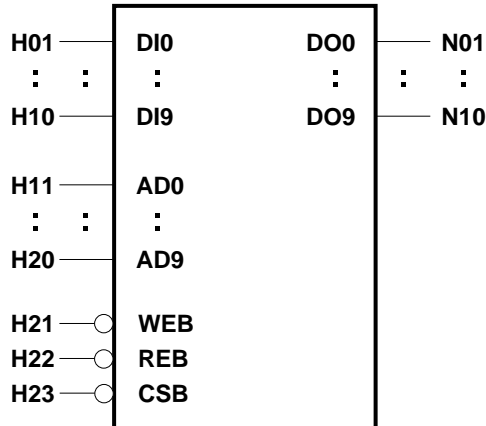 H01 DI0 DO0 N01
: : : : : :
H10 DI9 DO9 N10
H11 AD0
: : :
H20 AD9
H21 WEB
H22 REB
H23 CSB